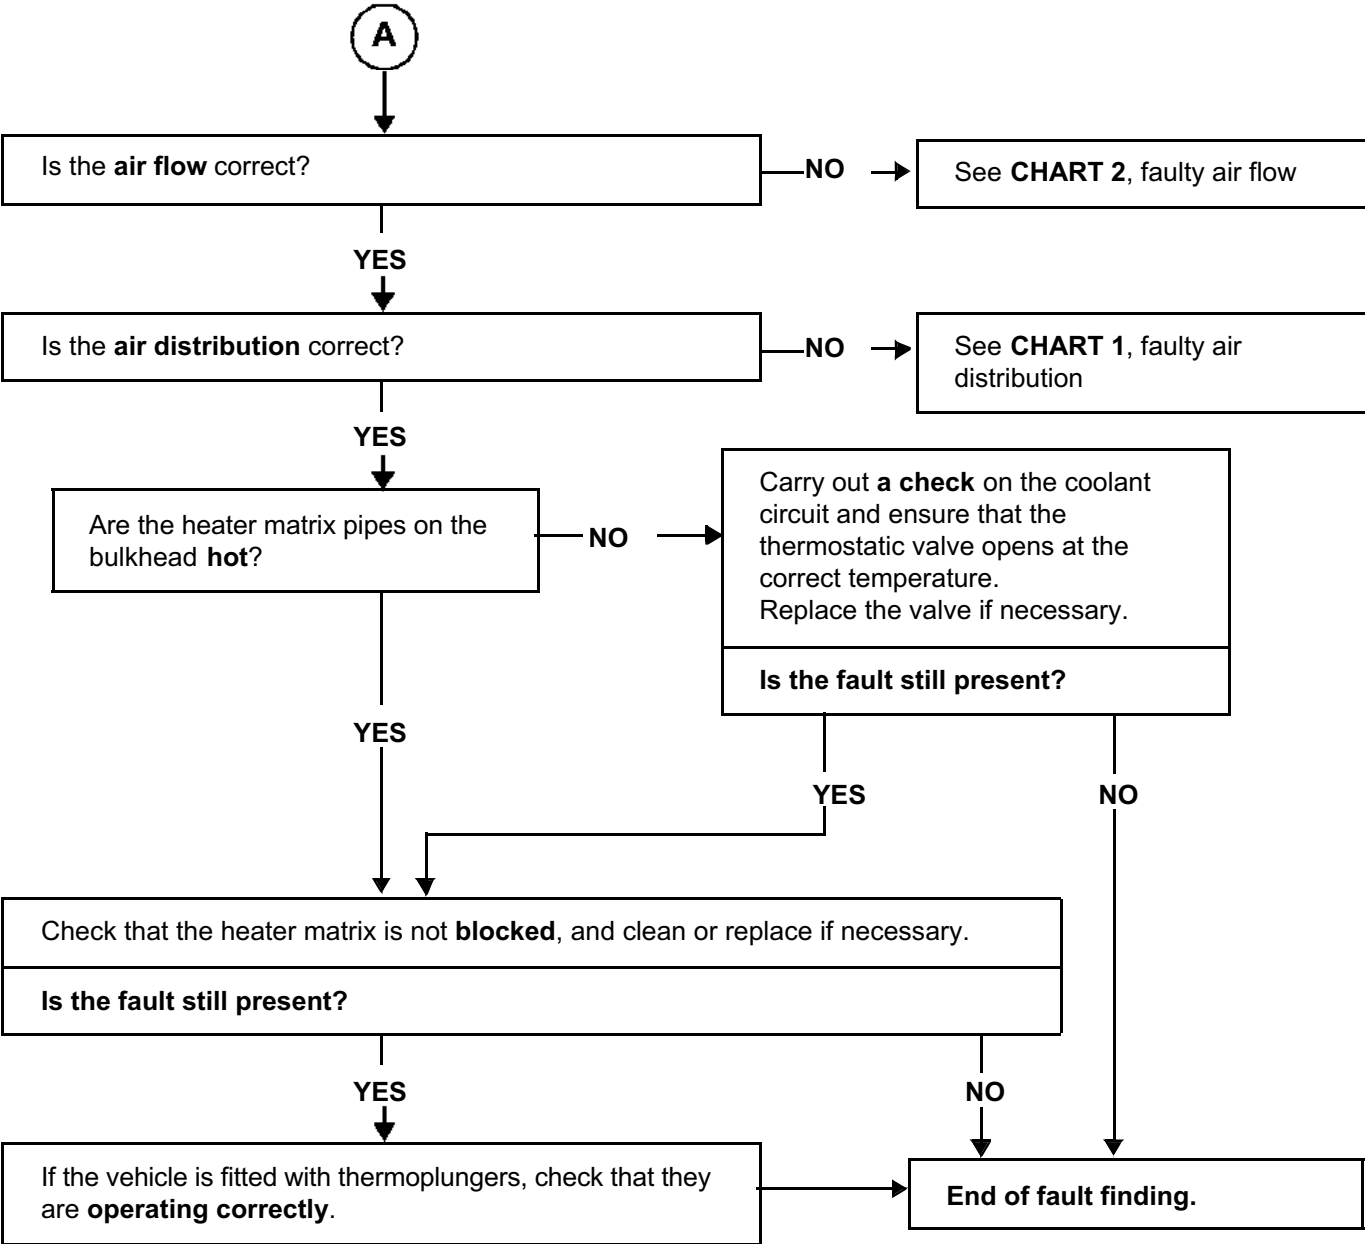 A
Is the air flow correct?
NO
See CHART 2, faulty air flow
YES
Is the air distribution correct?
NO
See CHART 1, faulty air
distribution
YES
Are the heater matrix pipes on the
bulkhead hot?
NO
Carry out a check on the coolant
circuit and ensure that the
thermostatic valve opens at the
correct temperature.
Replace the valve if necessary.
Is the fault still present?
YES
YES
NO
Check that the heater matrix is not blocked, and clean or replace if necessary.
Is the fault still present?
YES
NO
If the vehicle is fitted with thermoplungers, check that they
are operating correctly.
End of fault finding.